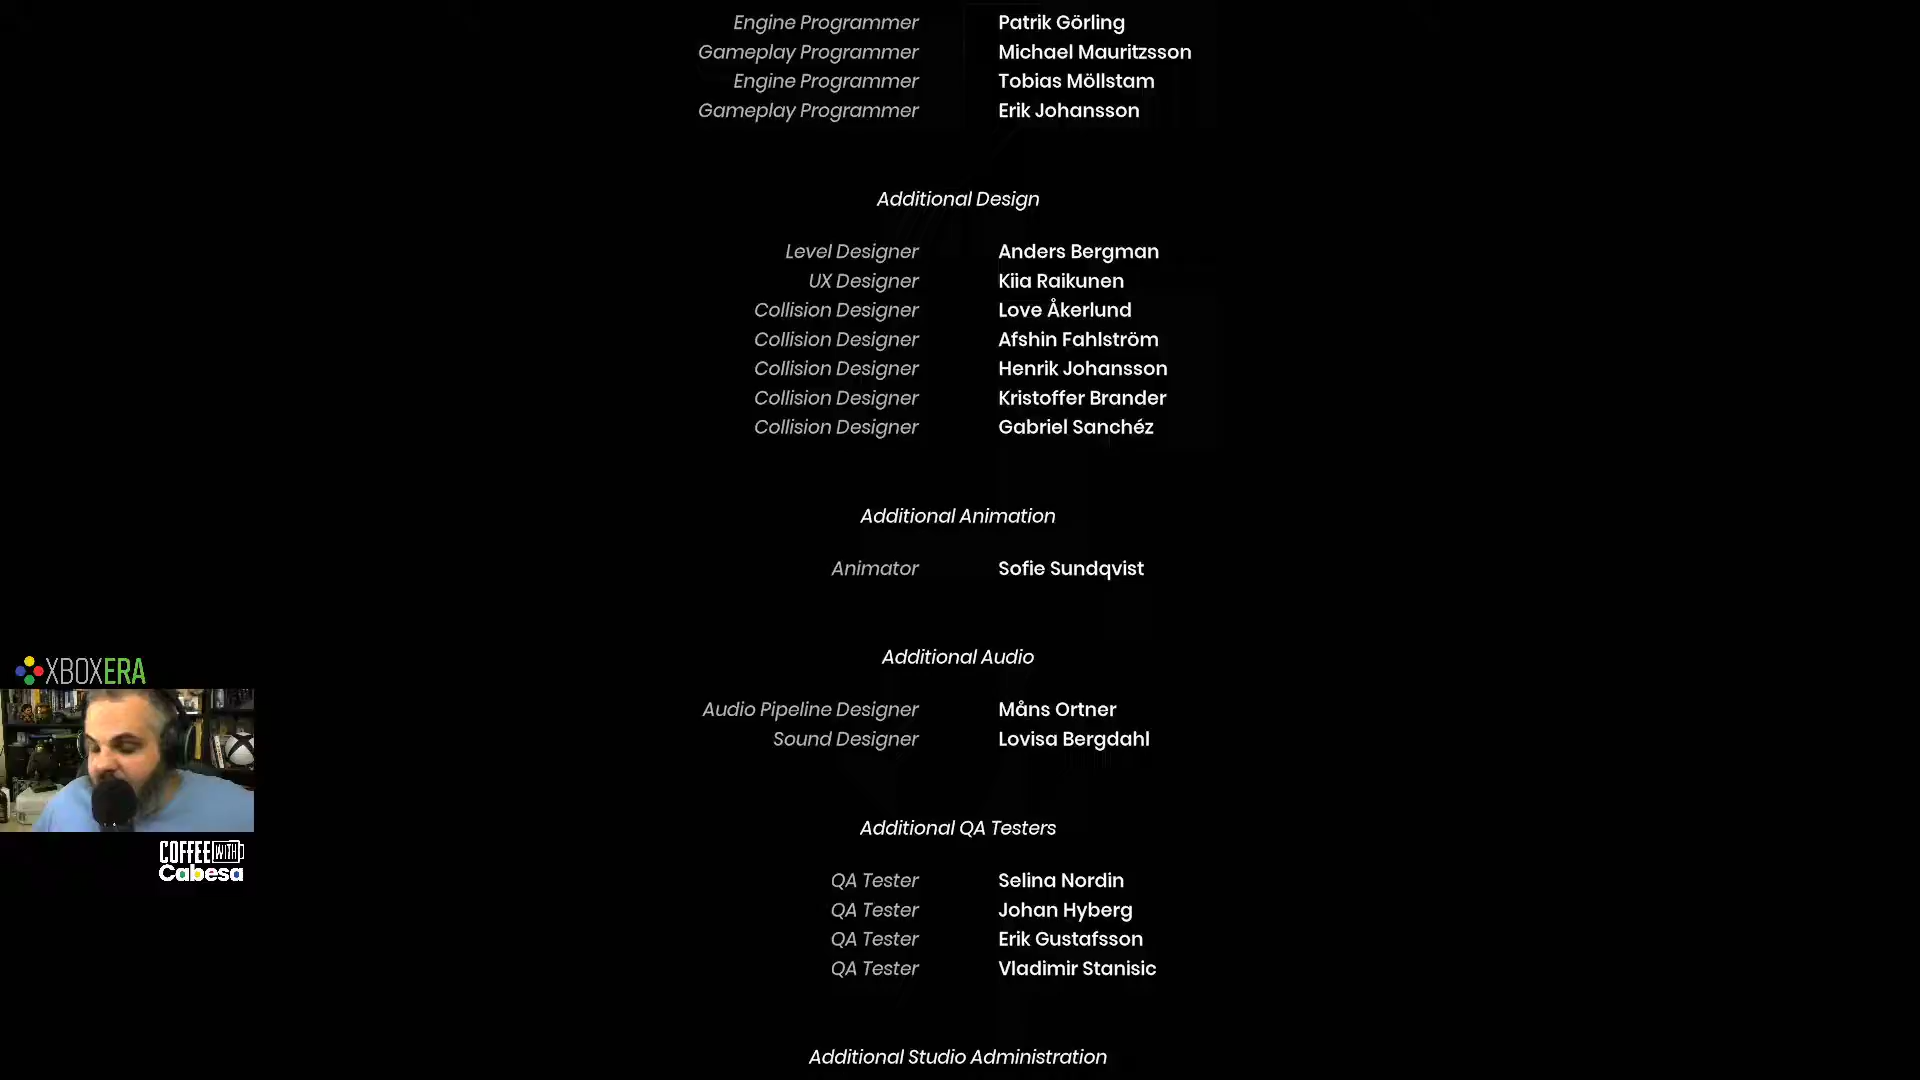 Engine Programmer Patrik Görling
Gameplay Programmer Michael Mauritzsson
Engine Programmer Tobias Möllstam
Gameplay Programmer Erik Johansson
Additional Design
Level Designer Anders Bergman
UX Designer Kiia Raikunen
Collision Designer Love Åkerlund
Collision Designer Afshin Fahlström
Collision Designer Henrik Johansson
Collision Designer Kristoffer Brander
Collision Designer Gabriel Sanchéz
Additional Animation
Animator Sofie Sundqvist
Additional Audio
Audio Pipeline Designer Måns Ortner
Sound Designer Lovisa Bergdahl
Additional QA Testers
QA Tester Selina Nordin
QA Tester Johan Hyberg
QA Tester Erik Gustafsson
QA Tester Vladimir Stanisic
Additional Studio Administration
XBOXERA
COFFEE WITH
Cabesa